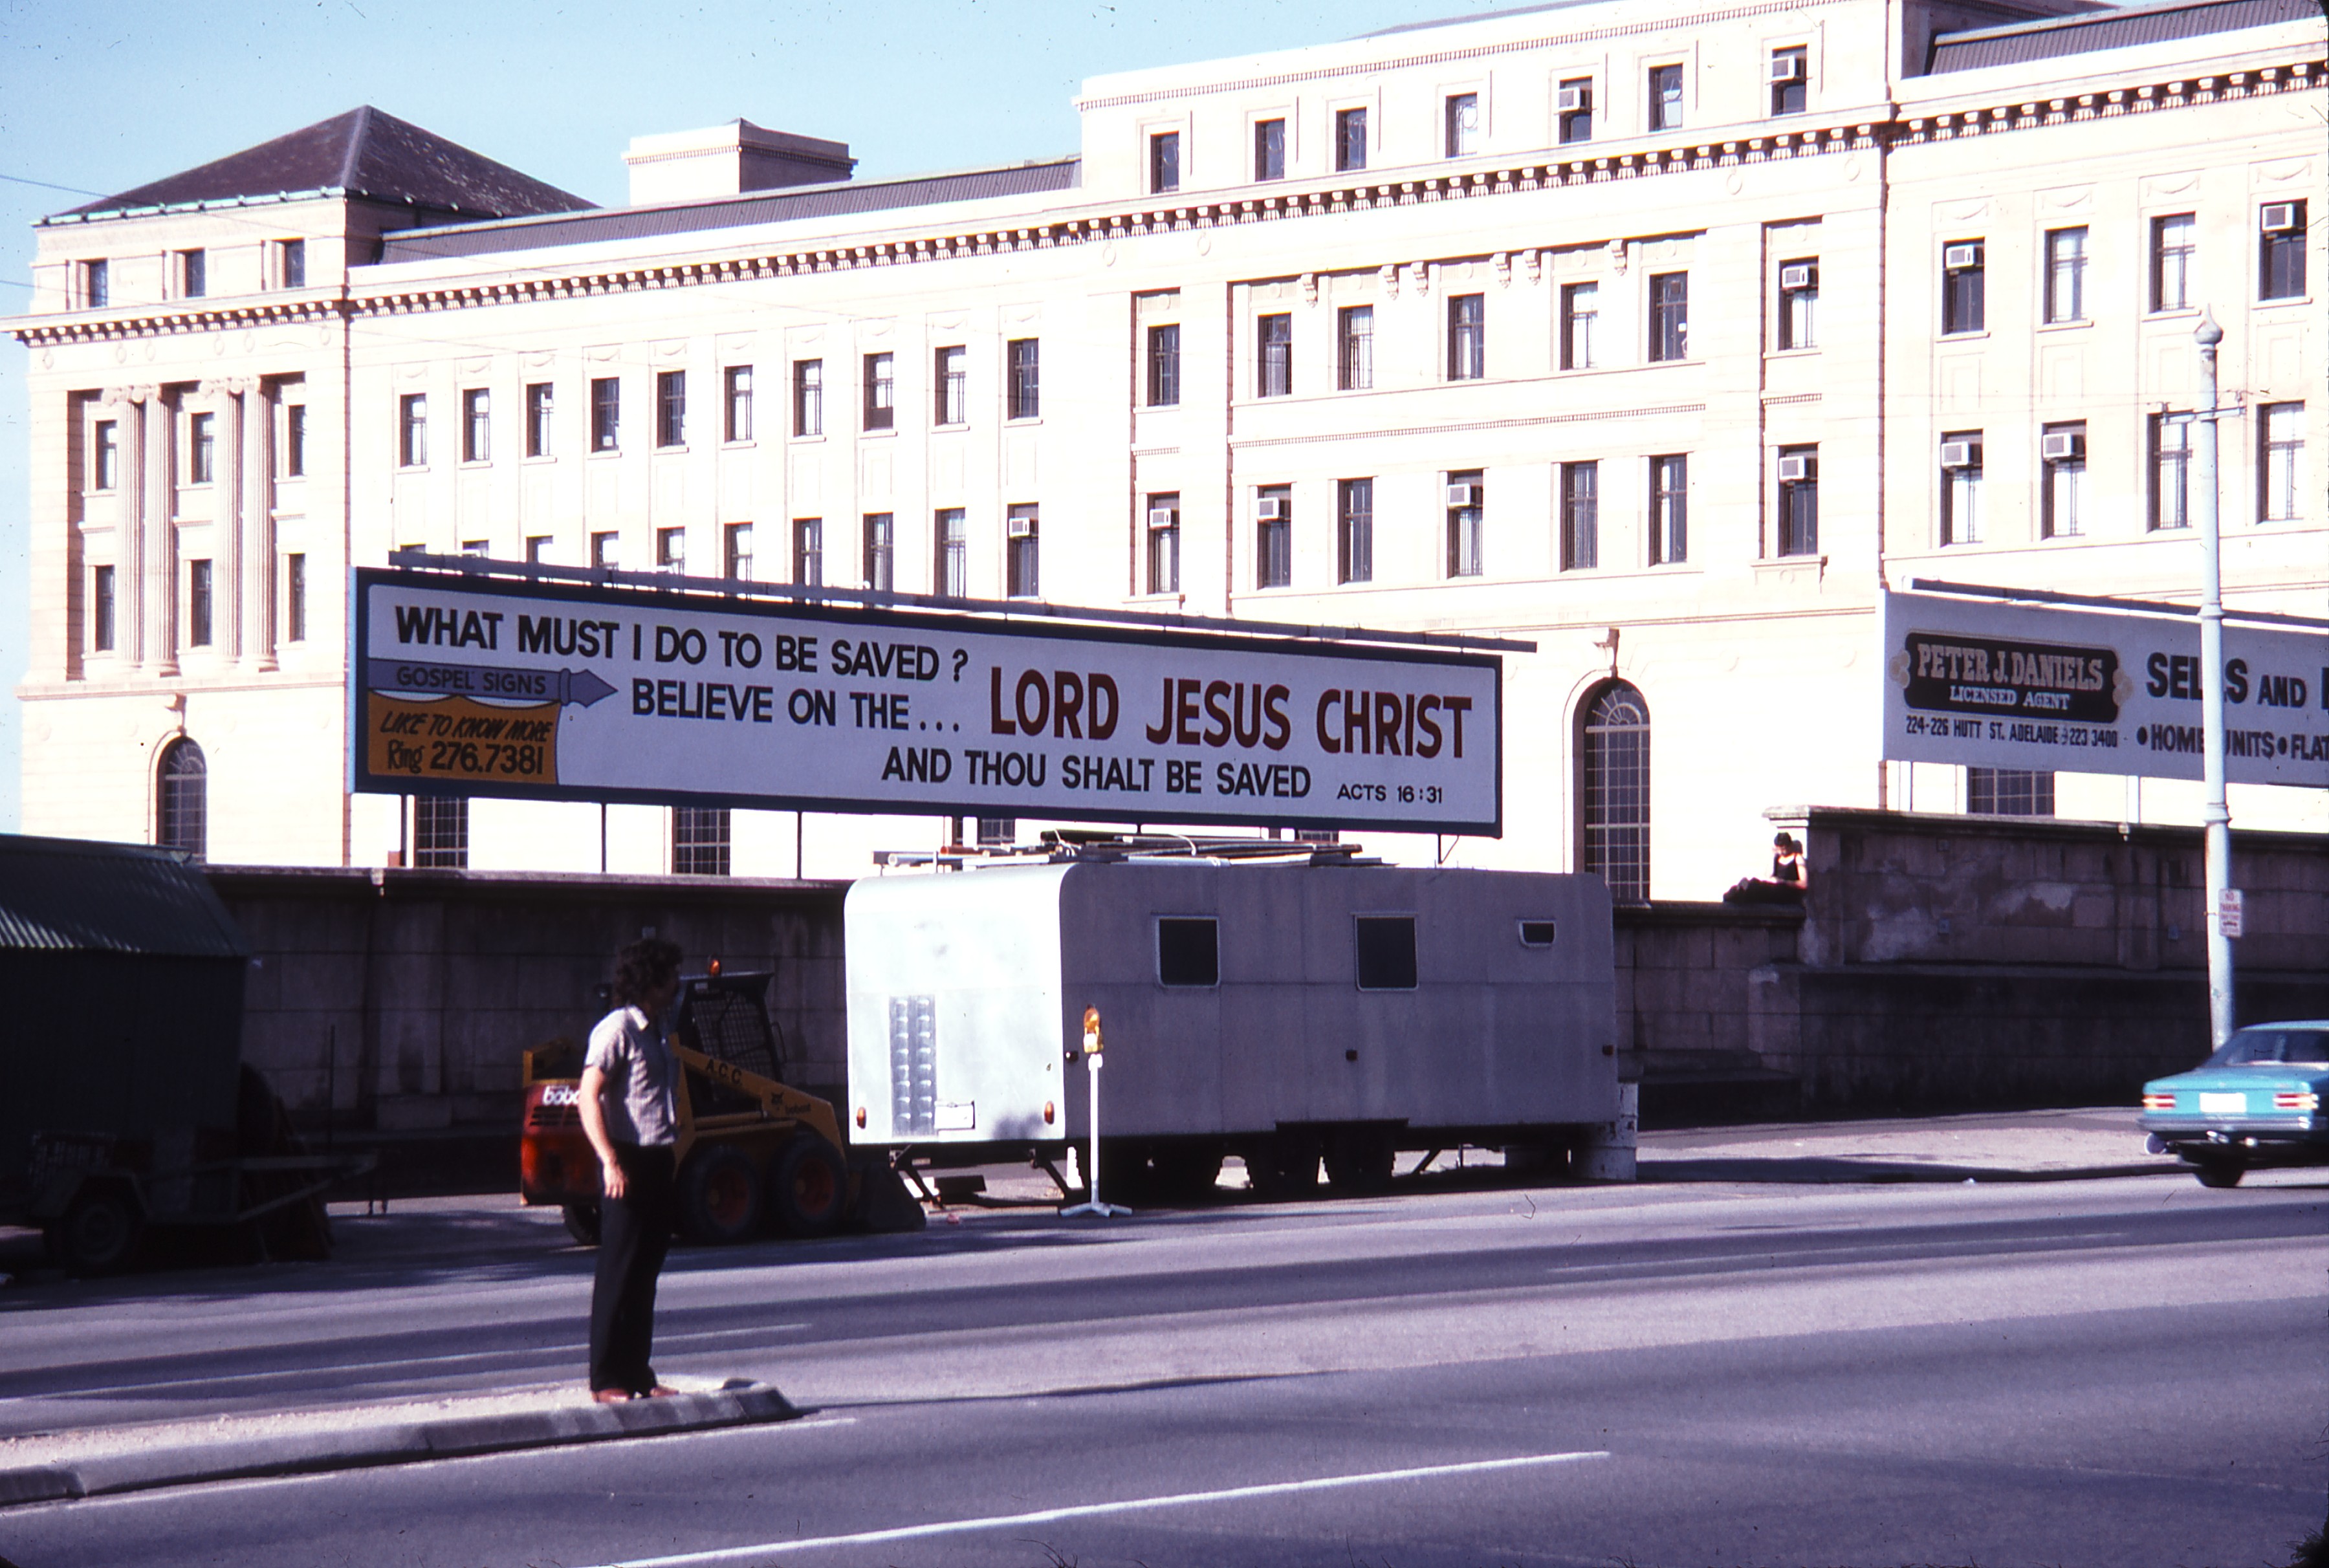 WHAT MUST I DO TO BE SAVED ?
GOSPEL SIGNS
BELIEVE ON THE... LORD JESUS CHRIST
LIKE TO KNOW MORE
Ring 276.7381
AND THOU SHALT BE SAVED ACTS 16:31
PETER J. DANIELS
LICENSED AGENT
224-226 HUTT ST. ADELAIDE 223 3400
AND
• HOME UNITS • FLAT
A.C.C.
bobcat